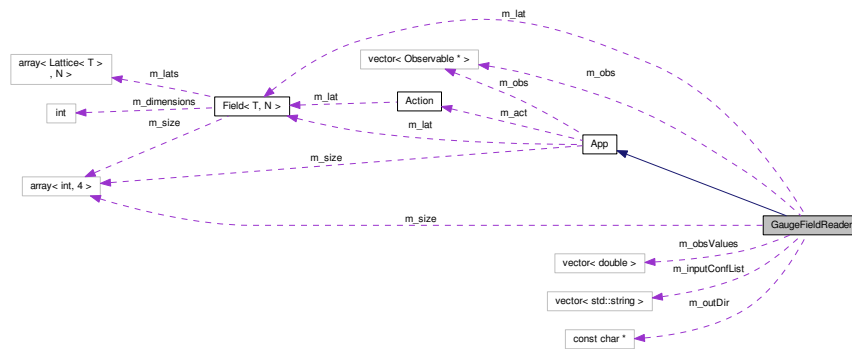 m_lat
array< Lattice< T >
, N >
m_lats
vector< Observable * >
m_obs
m_obs
int
m_dimensions
Field< T, N >
m_lat
Action
m_size
m_act
m_lat
App
m_size
array< int, 4 >
m_size
GaugeFieldReader
m_obsValues
vector< double >
m_inputConfList
vector< std::string >
m_outDir
const char *